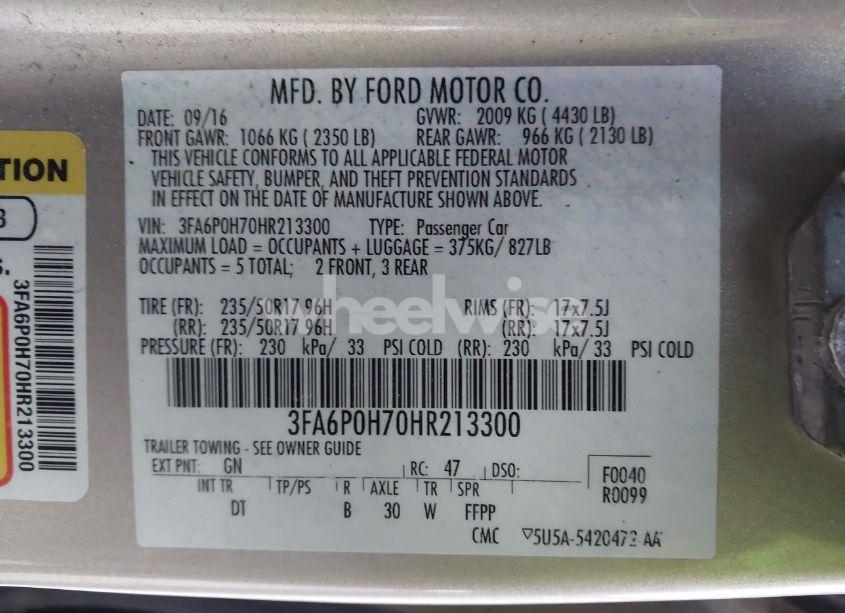 MFD. BY FORD MOTOR CO.
DATE: 09/16 GVWR: 2009 KG ( 4430 LB)
FRONT GAWR: 1066 KG ( 2350 LB) REAR GAWR: 966 KG ( 2130 LB)
THIS VEHICLE CONFORMS TO ALL APPLICABLE FEDERAL MOTOR
VEHICLE SAFETY, BUMPER, AND THEFT PREVENTION STANDARDS
IN EFFECT ON THE DATE OF MANUFACTURE SHOWN ABOVE.
VIN: 3FA6P0H70HR213300 TYPE: Passenger Car
MAXIMUM LOAD = OCCUPANTS + LUGGAGE = 375KG/ 827LB
OCCUPANTS = 5 TOTAL; 2 FRONT, 3 REAR
TIRE (FR): 235/50R17 96H RIMS (FR): 17x7.5J
(RR): 235/50R17 96H (RR): 17x7.5J
PRESSURE (FR): 230 kPa/ 33 PSI COLD (RR): 230 kPa/ 33 PSI COLD
3FA6P0H70HR213300
TRAILER TOWING - SEE OWNER GUIDE
EXT PNT: GN RC: 47 DSO: F0040
INT TR TP/PS R AXLE TR SPR R0099
DT B 30 W FFPP
CMC ▽5U5A-5420472-AA
TION
3
S.
3FA6P0H70HR213300
wheelwise